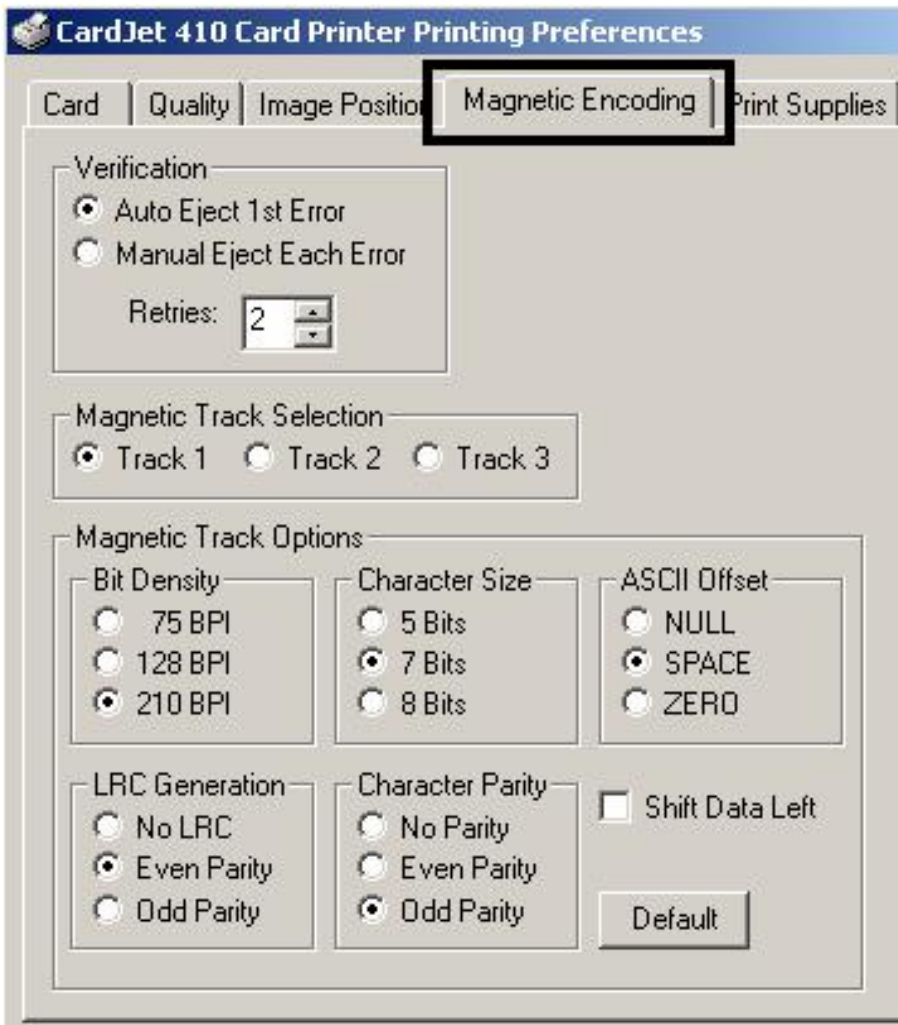 CardJet 410 Card Printer Printing Preferences
Card Quality Image Position Magnetic Encoding Print Supplies
Verification
Auto Eject 1st Error
Manual Eject Each Error
Retries: 2
Magnetic Track Selection
Track 1 Track 2 Track 3
Magnetic Track Options
Bit Density
75 BPI
128 BPI
210 BPI
Character Size
5 Bits
7 Bits
8 Bits
ASCII Offset
NULL
SPACE
ZERO
LRC Generation
No LRC
Even Parity
Odd Parity
Character Parity
No Parity
Even Parity
Odd Parity
Shift Data Left
Default